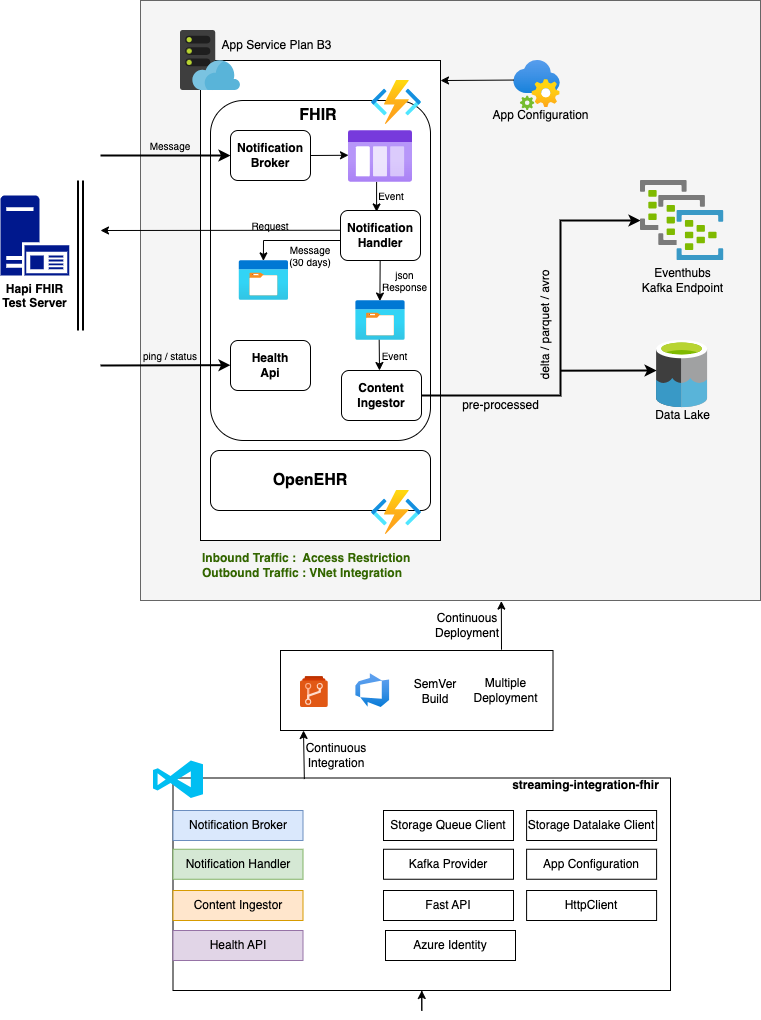 App Service Plan B3
App Configuration
FHIR
Message
Notification
Broker
Event
Request
Notification
Handler
Message
(30 days)
json
Response
Hapi FHIR
Test Server
Eventhubs
Kafka Endpoint
ping / status
Health
Api
Event
Content
Ingestor
delta / parquet / avro
pre-processed
Data Lake
OpenEHR
Inbound Traffic : Access Restriction
Outbound Traffic : VNet Integration
Continuous
Deployment
SemVer
Build
Multiple
Deployment
Continuous
Integration
streaming-integration-fhir
Notification Broker
Storage Queue Client
Storage Datalake Client
Notification Handler
Kafka Provider
App Configuration
Content Ingestor
Fast API
HttpClient
Health API
Azure Identity